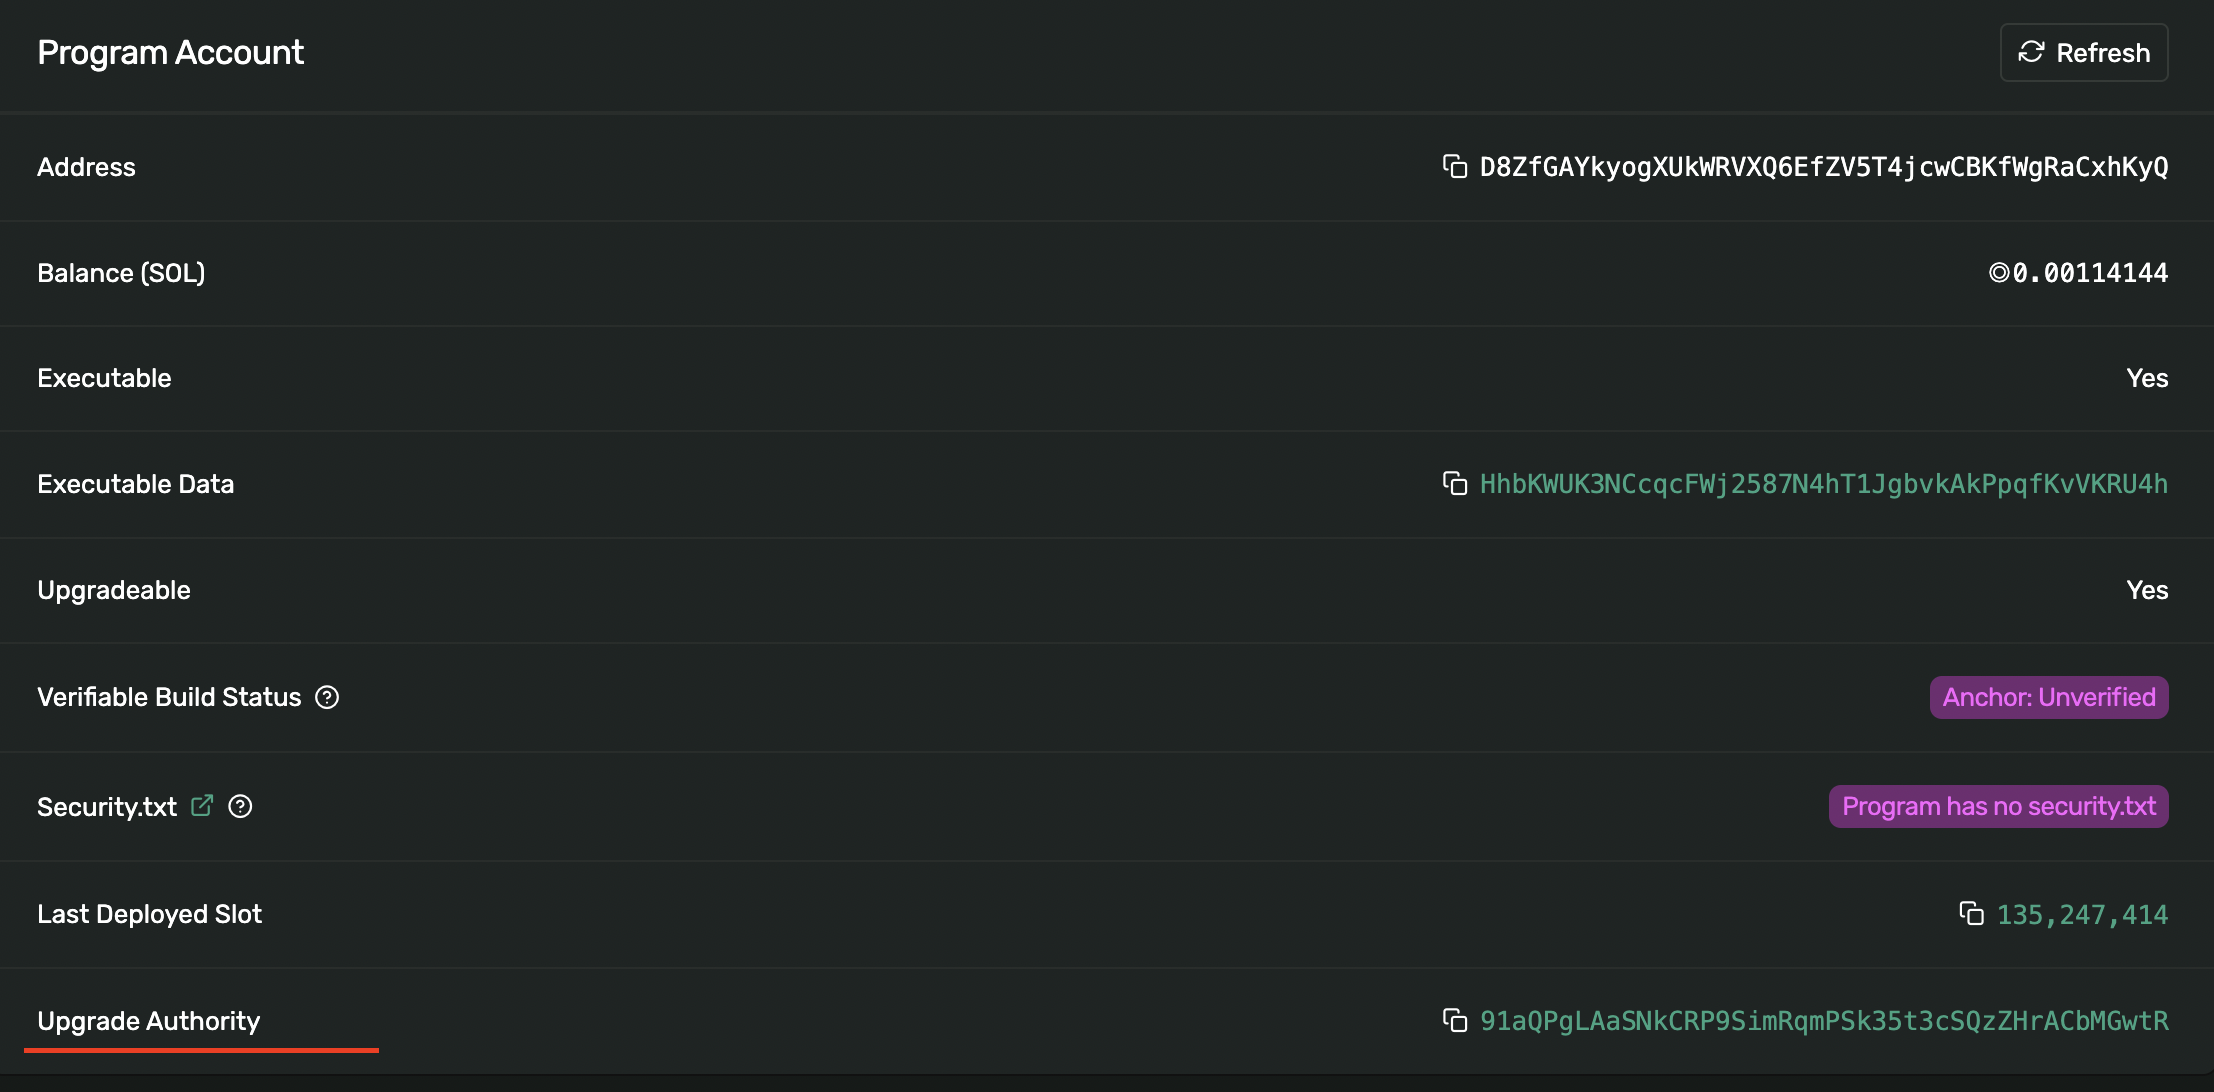 Program Account
Refresh
Address
D8ZfGAYkyogXUkWRVXQ6EfZV5T4jcwCBKfWgRaCxhKyQ
Balance (SOL)
◎0.00114144
Executable
Yes
Executable Data
HhbKWUK3NCcqcFWj2587N4hT1JgbvkAkPpqfKvVKRU4h
Upgradeable
Yes
Verifiable Build Status
Anchor: Unverified
Security.txt
Program has no security.txt
Last Deployed Slot
135,247,414
Upgrade Authority
91aQPgLAaSNkCRP9SimRqmPSk35t3cSQzZHrACbMGwtR